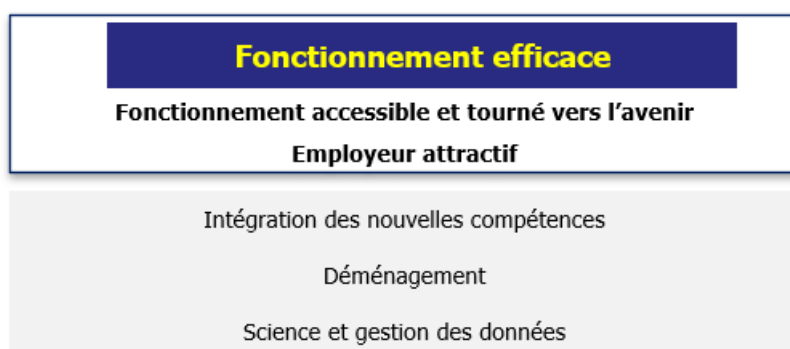 Fonctionnement efficace
Fonctionnement accessible et tourné vers l’avenir
Employeur attractif
Intégration des nouvelles compétences
Déménagement
Science et gestion des données